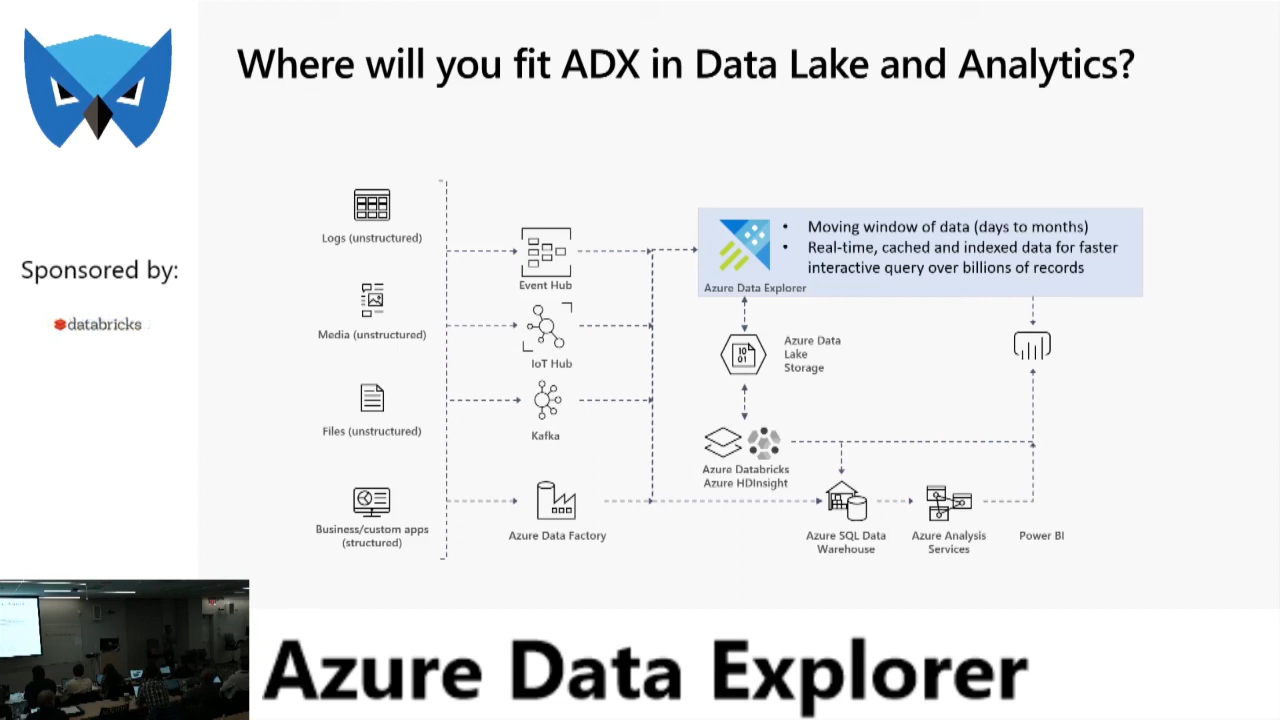 Where will you fit ADX in Data Lake and Analytics?
Sponsored by:
databricks
Logs (unstructured)
Media (unstructured)
Files (unstructured)
Business/custom apps
(structured)
Event Hub
IoT Hub
Kafka
Azure Data Factory
Azure Data Explorer
• Moving window of data (days to months)
• Real-time, cached and indexed data for faster
interactive query over billions of records
10
01
Azure Data
Lake
Storage
Azure Databricks
Azure HDInsight
Azure SQL Data
Warehouse
Azure Analysis
Services
Power BI
Azure Data Explorer